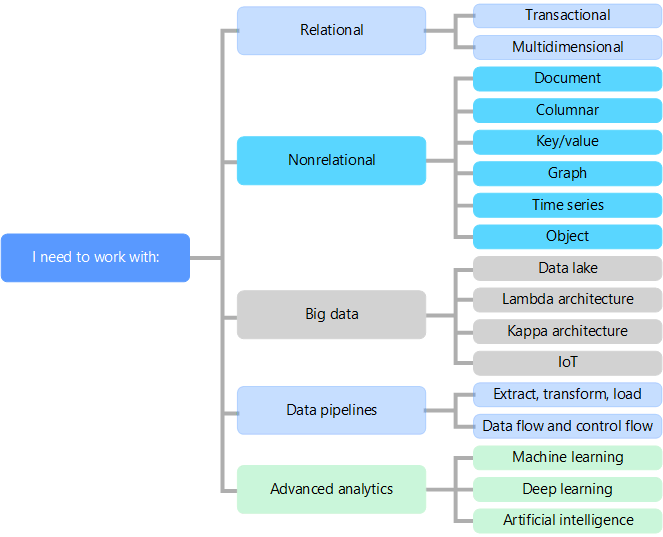 I need to work with:
Relational
Transactional
Multidimensional
Nonrelational
Document
Columnar
Key/value
Graph
Time series
Object
Big data
Data lake
Lambda architecture
Kappa architecture
IoT
Data pipelines
Extract, transform, load
Data flow and control flow
Advanced analytics
Machine learning
Deep learning
Artificial intelligence